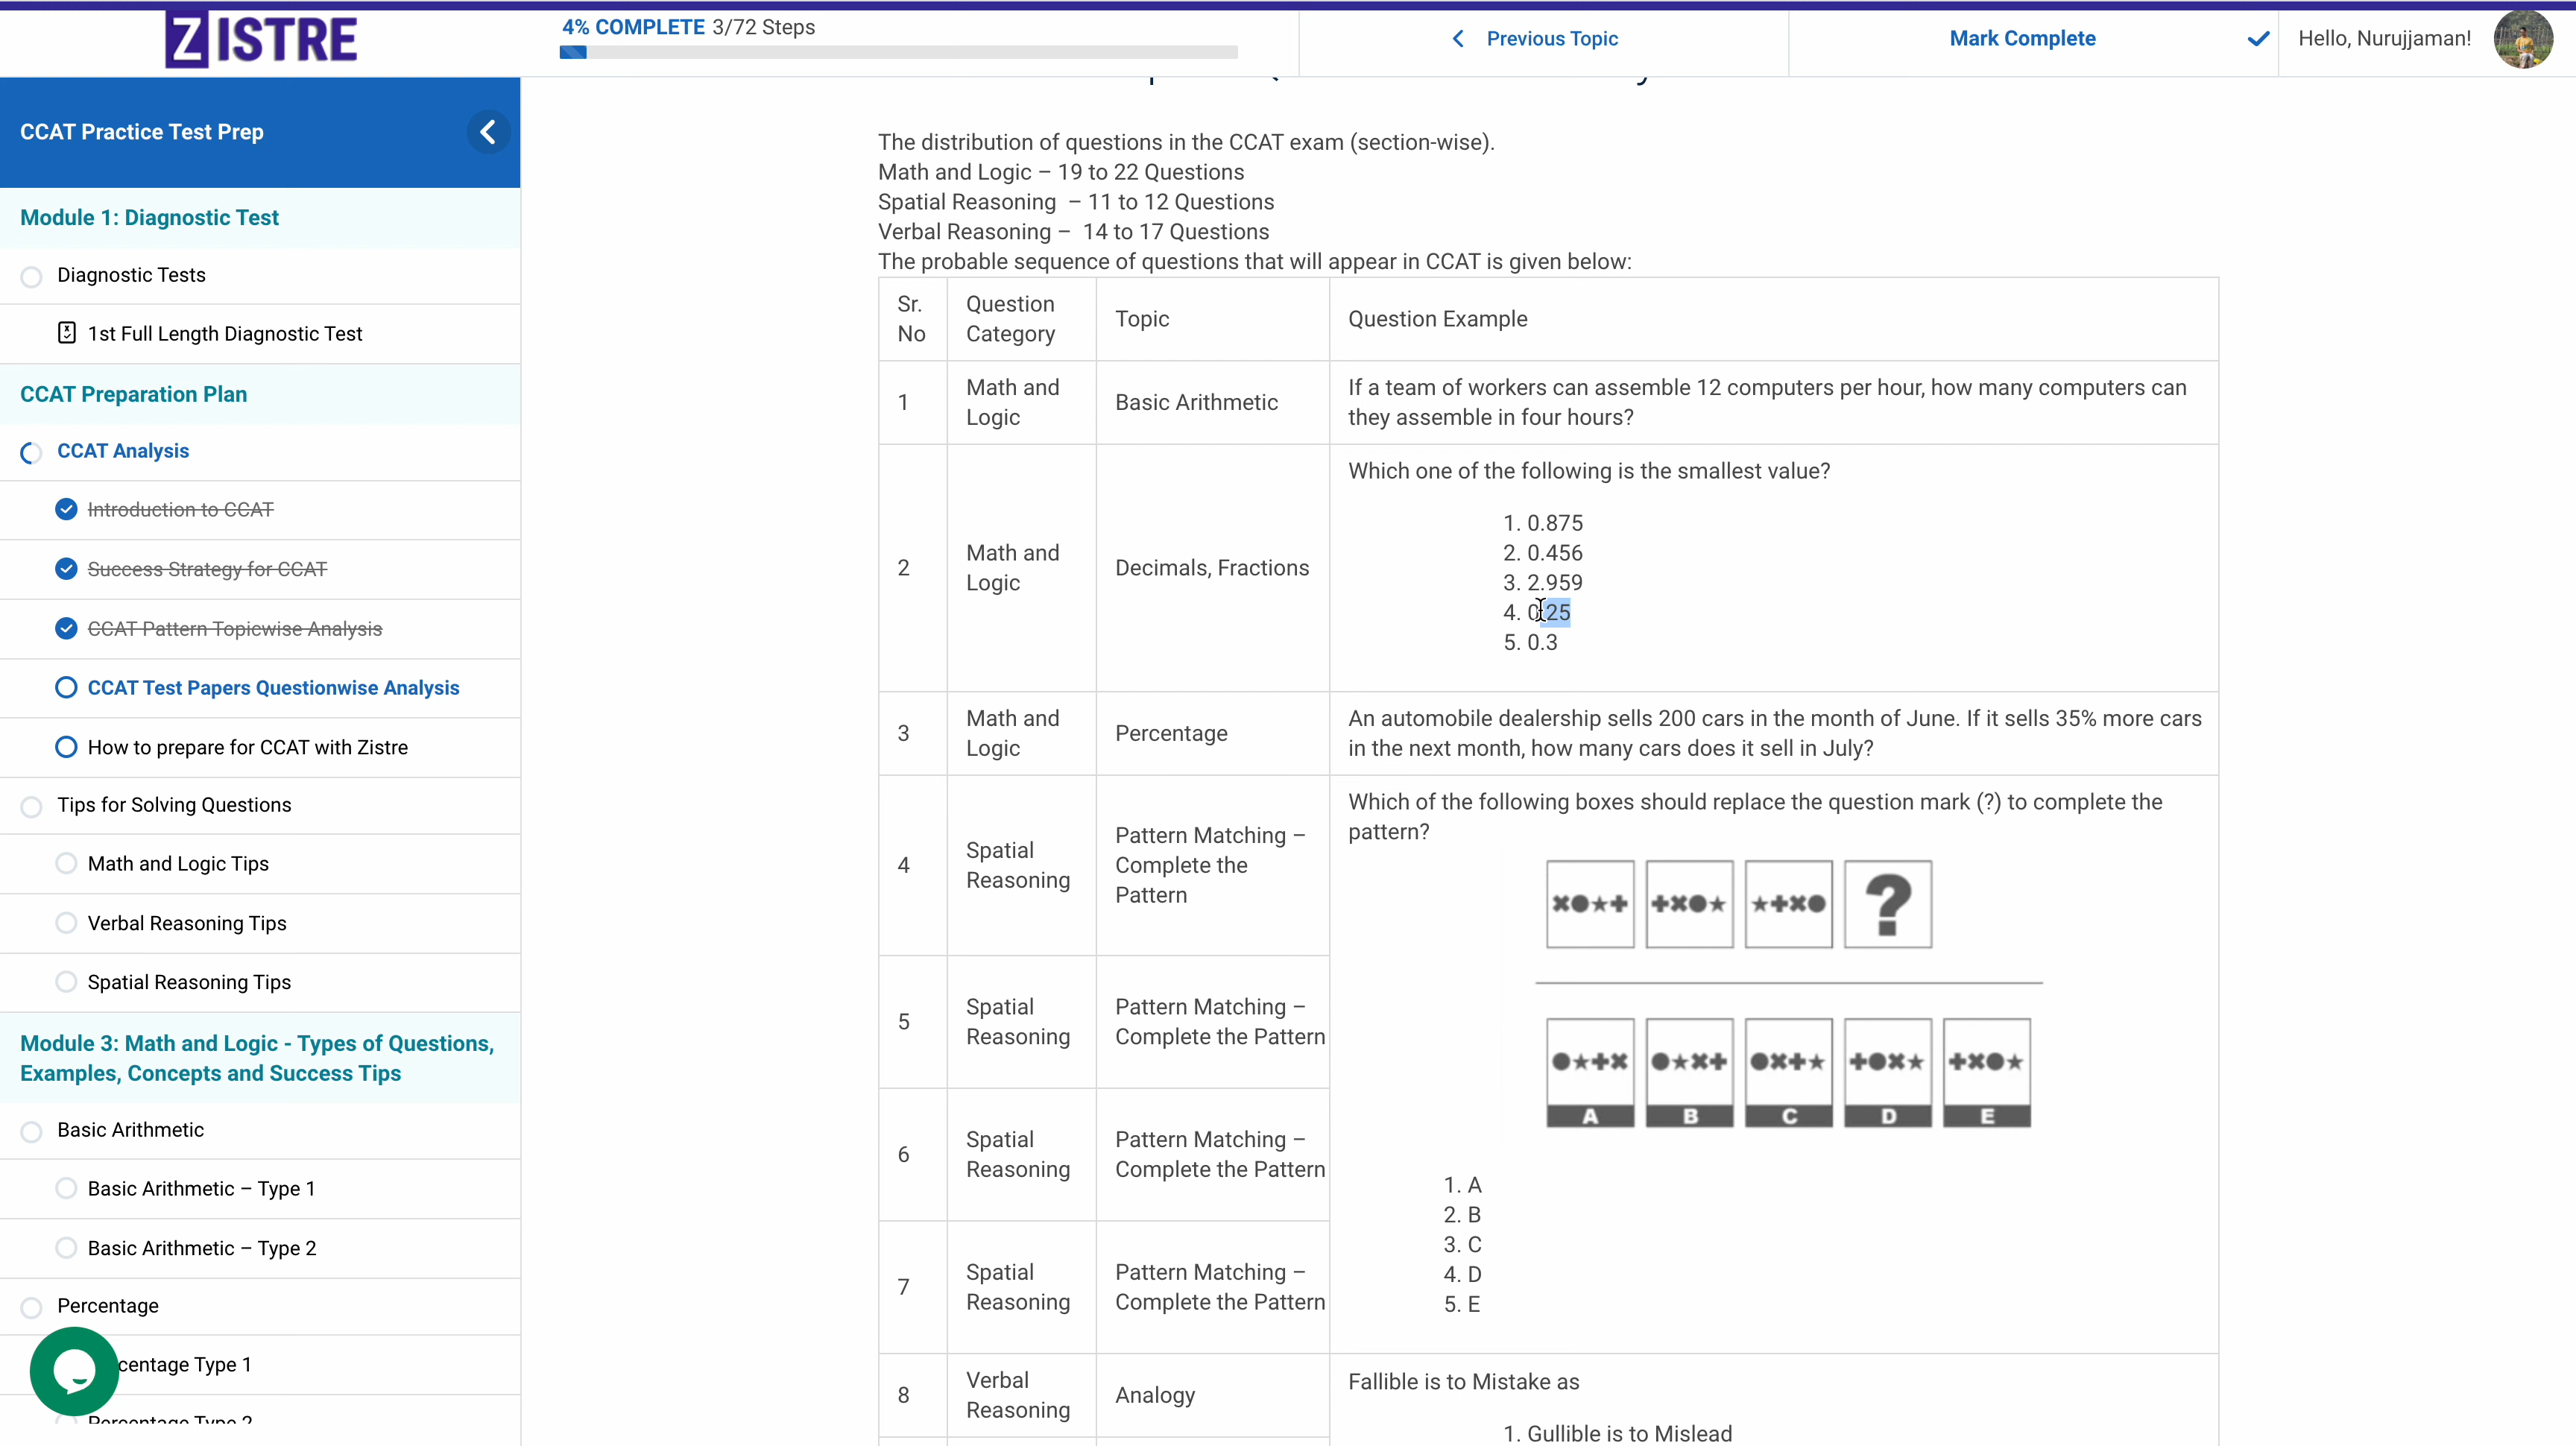 ZISTRE
4% COMPLETE 3/72 Steps
Previous Topic
Mark Complete
Hello, Nurujjaman!
CCAT Practice Test Prep
Module 1: Diagnostic Test
Diagnostic Tests
1st Full Length Diagnostic Test
CCAT Preparation Plan
CCAT Analysis
Introduction to CCAT
Success Strategy for CCAT
CCAT Pattern Topicwise Analysis
CCAT Test Papers Questionwise Analysis
How to prepare for CCAT with Zistre
Tips for Solving Questions
Math and Logic Tips
Verbal Reasoning Tips
Spatial Reasoning Tips
Module 3: Math and Logic - Types of Questions,
Examples, Concepts and Success Tips
Basic Arithmetic
Basic Arithmetic – Type 1
Basic Arithmetic – Type 2
Percentage
centage Type 1
Percentage Type 2
The distribution of questions in the CCAT exam (section-wise).
Math and Logic – 19 to 22 Questions
Spatial Reasoning – 11 to 12 Questions
Verbal Reasoning – 14 to 17 Questions
The probable sequence of questions that will appear in CCAT is given below:
Sr.
No
Question
Category
Topic
Question Example
1
Math and
Logic
Basic Arithmetic
If a team of workers can assemble 12 computers per hour, how many computers can
they assemble in four hours?
2
Math and
Logic
Decimals, Fractions
Which one of the following is the smallest value?
1. 0.875
2. 0.456
3. 2.959
4. 0.25
5. 0.3
3
Math and
Logic
Percentage
An automobile dealership sells 200 cars in the month of June. If it sells 35% more cars
in the next month, how many cars does it sell in July?
4
Spatial
Reasoning
Pattern Matching –
Complete the
Pattern
Which of the following boxes should replace the question mark (?) to complete the
pattern?
?
A B C D E
1. A
2. B
3. C
4. D
5. E
5
Spatial
Reasoning
Pattern Matching –
Complete the Pattern
6
Spatial
Reasoning
Pattern Matching –
Complete the Pattern
7
Spatial
Reasoning
Pattern Matching –
Complete the Pattern
8
Verbal
Reasoning
Analogy
Fallible is to Mistake as
1. Gullible is to Mislead